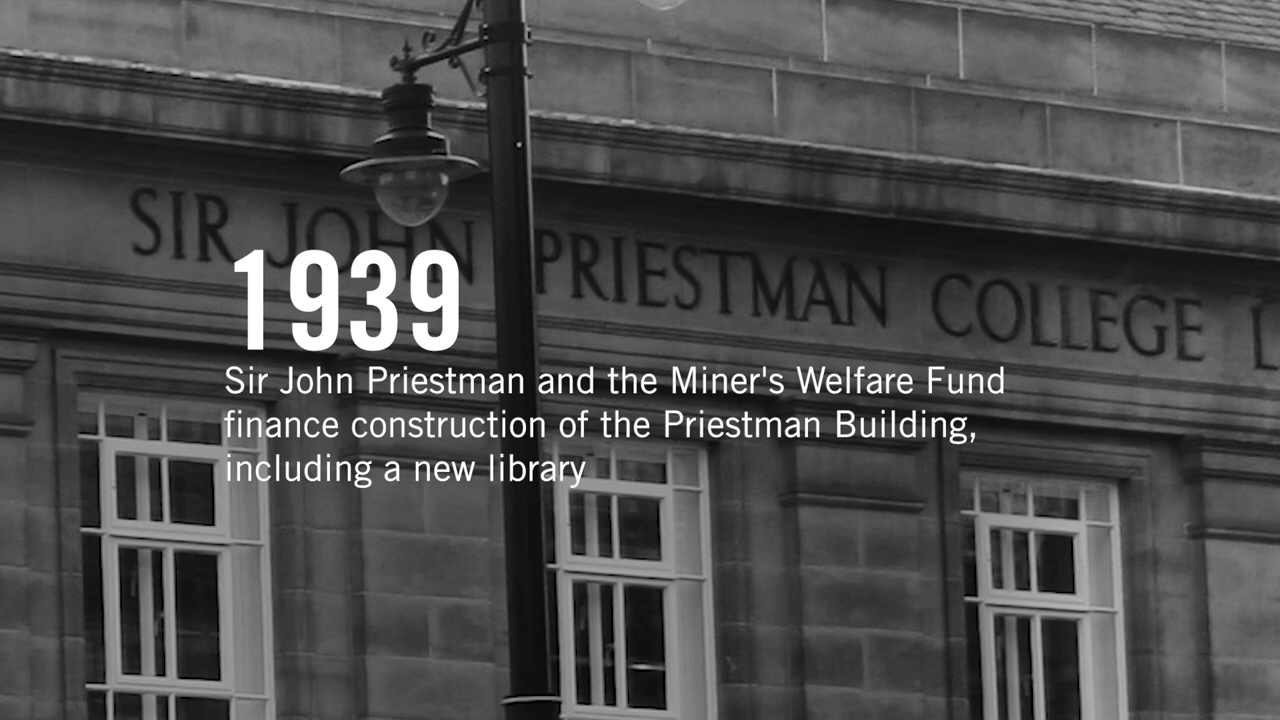 SIR JOHN PRIESTMAN COLLEGE L
1939
Sir John Priestman and the Miner's Welfare Fund
finance construction of the Priestman Building,
including a new library